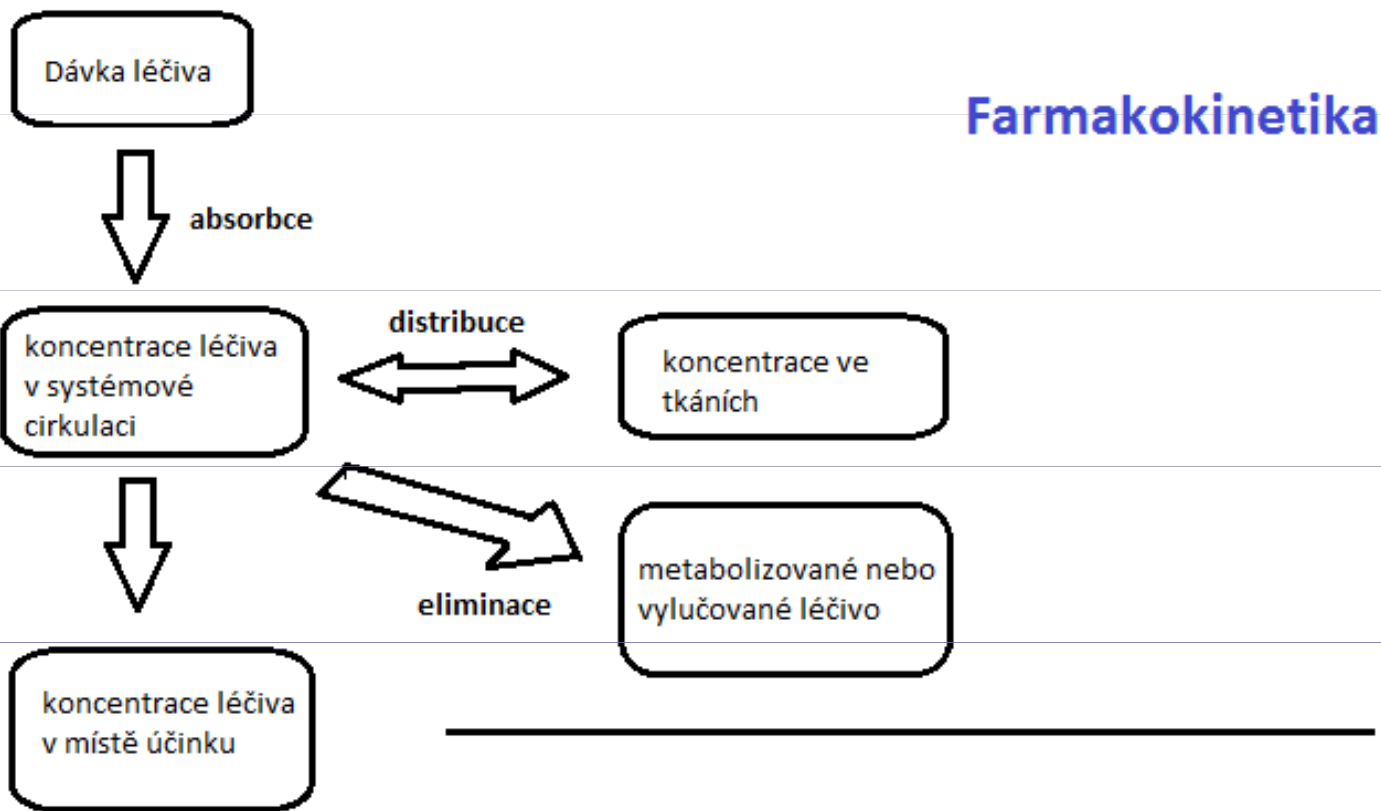 Dávka léčiva
Farmakokinetika
absorbce
koncentrace léčiva
v systémové
cirkulaci
distribuce
koncentrace ve
tkáních
eliminace
metabolizované nebo
vylučované léčivo
koncentrace léčiva
v místě účinku